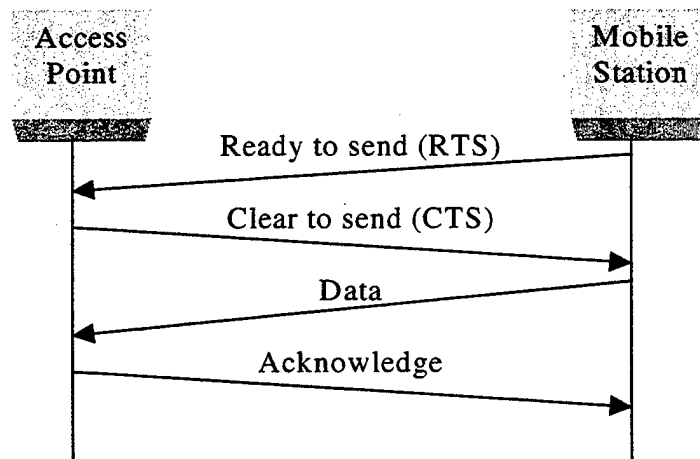 Access
Point
Mobile
Station
Ready to send (RTS)
Clear to send (CTS)
Data
Acknowledge